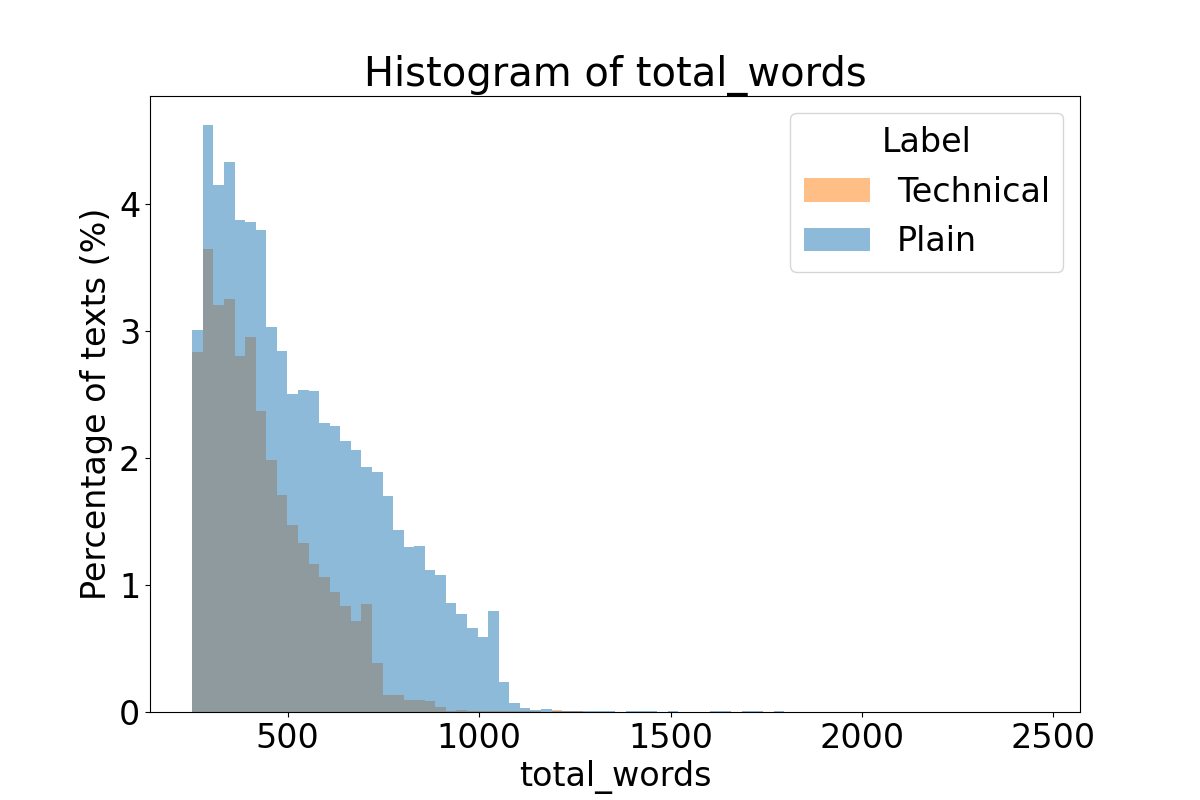 Histogram of total_words
Label
Technical
Plain
Percentage of texts (%)
4
3
2
1
0
500 1000 1500 2000 2500
total_words